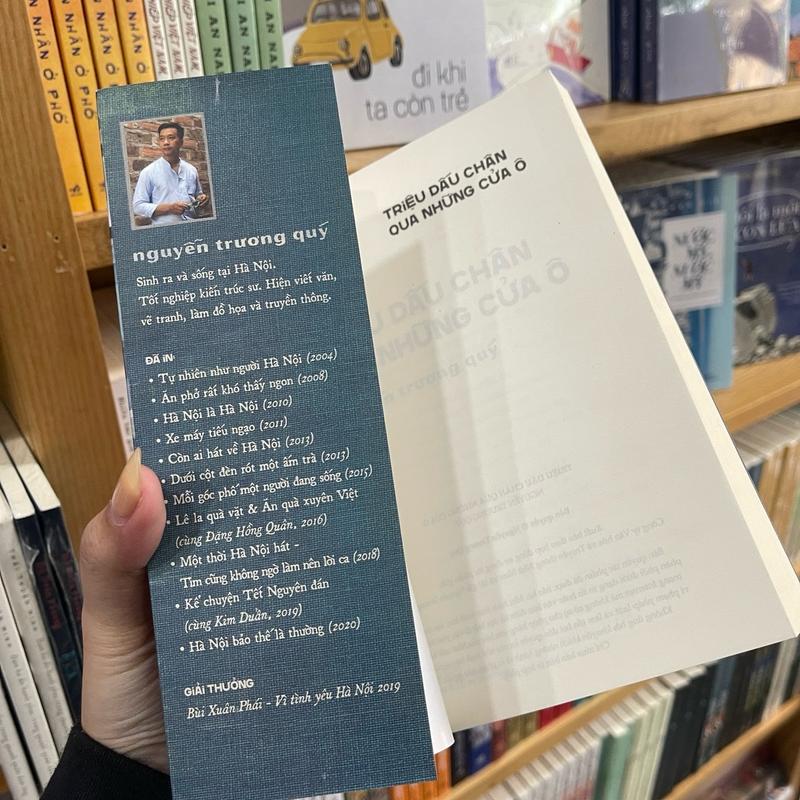 NHÂN Ở PHỐ
NHÂN Ở PHỐ
đi khi
ta còn trẻ
nguyễn trương quý
Sinh ra và sống tại Hà Nội.
Tốt nghiệp kiến trúc sư. Hiện viết văn,
vẽ tranh, làm đồ họa và truyền thông.
ĐÃ IN
• Tự nhiên như người Hà Nội (2004)
• Ăn phở rất khó thấy ngon (2008)
• Hà Nội là Hà Nội (2010)
• Xe máy tiếu ngạo (2011)
• Còn ai hát về Hà Nội (2013)
• Dưới cột đèn rót một ấm trà (2013)
• Mỗi góc phố một người đang sống (2015)
• Lê la quà vặt & Ăn quà xuyên Việt
(cùng Đặng Hồng Quân, 2016)
• Một thời Hà Nội hát –
Tim cũng không ngờ làm nên lời ca (2018)
• Kể chuyện Tết Nguyên đán
(cùng Kim Duẩn, 2019)
• Hà Nội bảo thế là thường (2020)
GIẢI THƯỞNG
Bùi Xuân Phái - Vì tình yêu Hà Nội 2019
TRIỆU DẤU CHÂN
QUA NHỮNG CỬA Ô